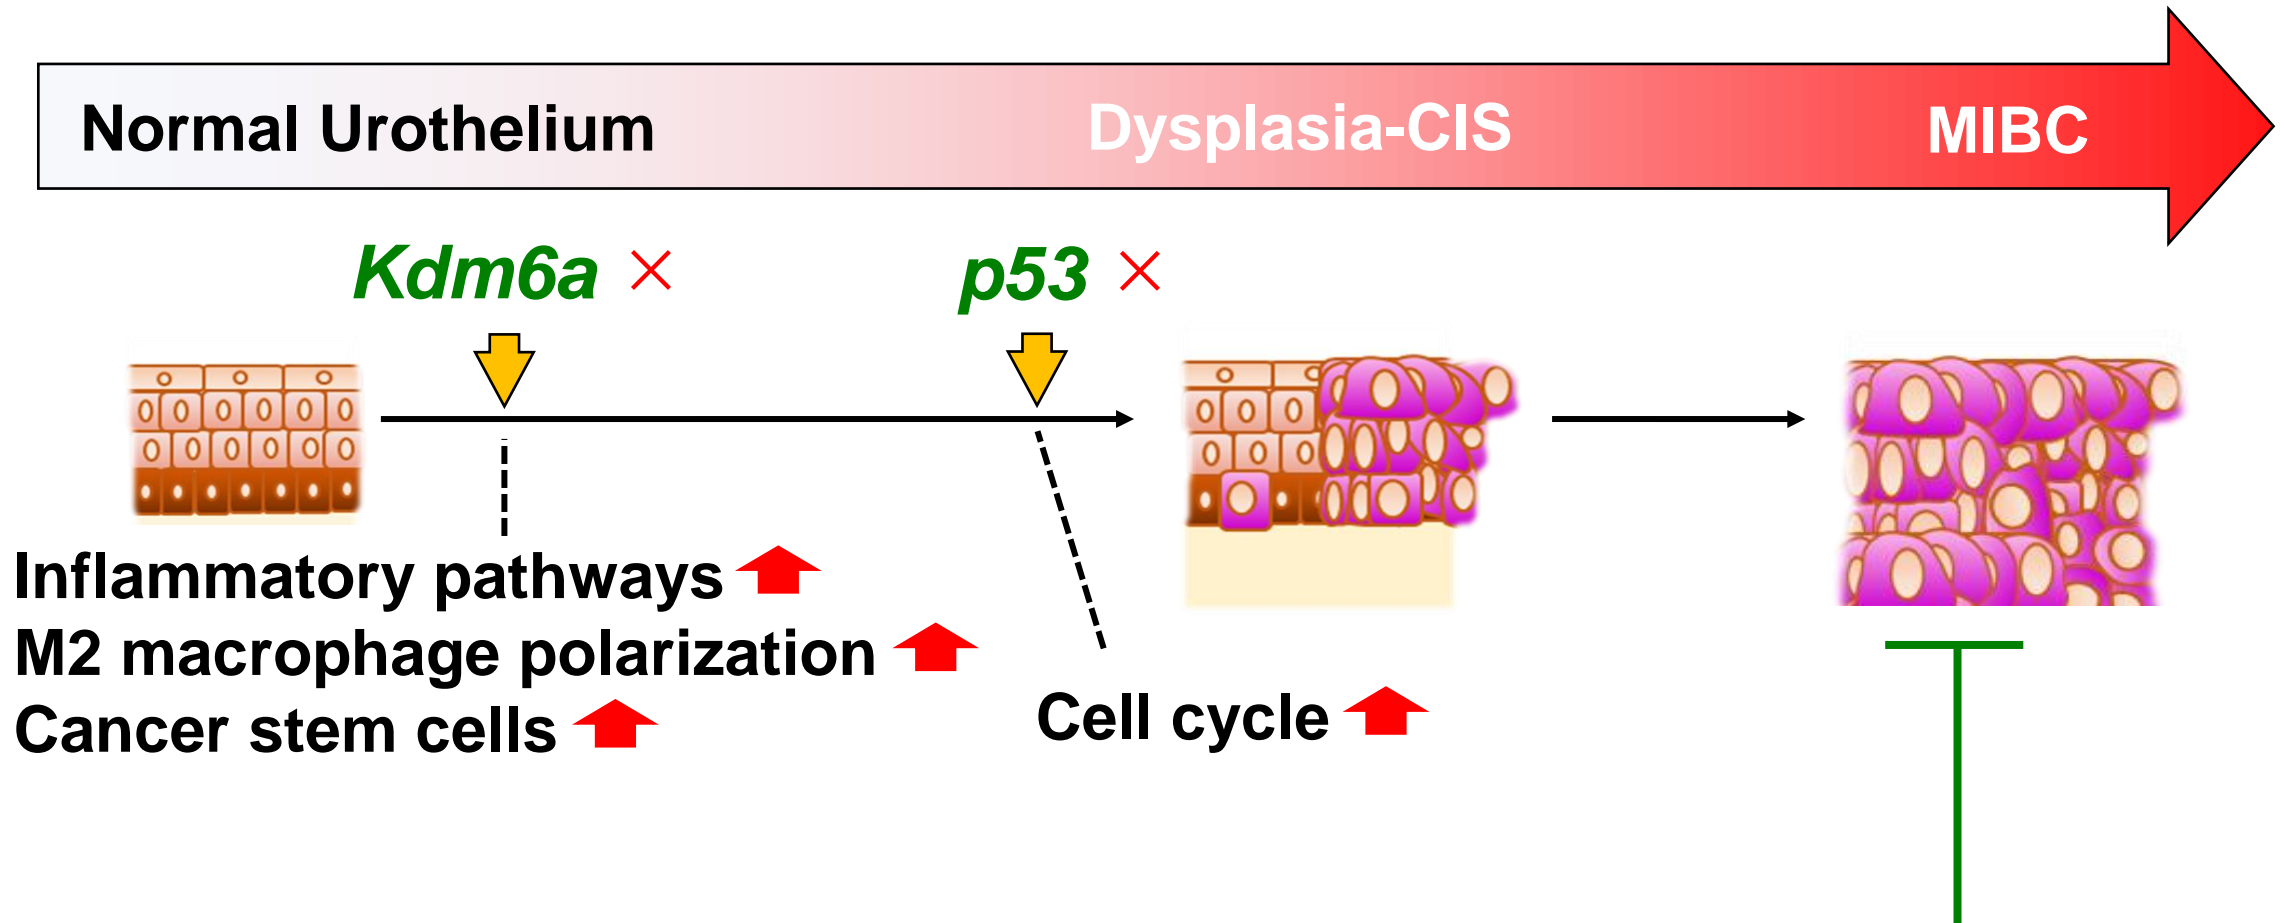 Normal Urothelium
Dysplasia-CIS
MIBC
Kdm6a ×
p53 ×
Inflammatory pathways
M2 macrophage polarization
Cancer stem cells
Cell cycle